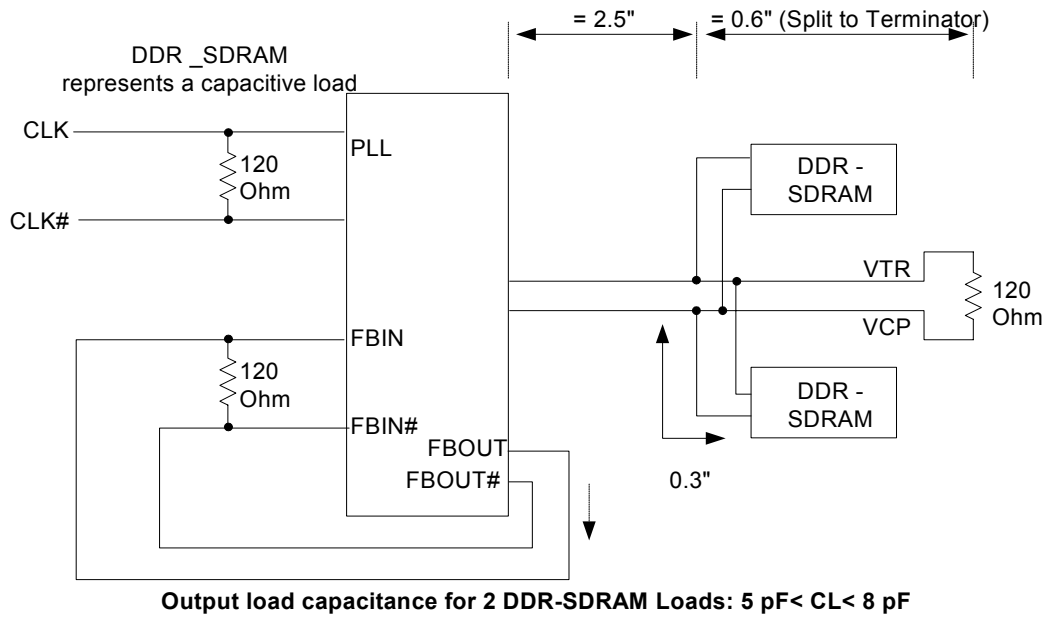 = 2.5"
= 0.6" (Split to Terminator)
DDR _SDRAM
represents a capacitive load
CLK
PLL
120
Ohm
CLK#
DDR -
SDRAM
VTR
120
Ohm
VCP
FBIN
120
Ohm
FBIN#
DDR -
SDRAM
FBOUT
FBOUT#
0.3"
Output load capacitance for 2 DDR-SDRAM Loads: 5 pF< CL< 8 pF